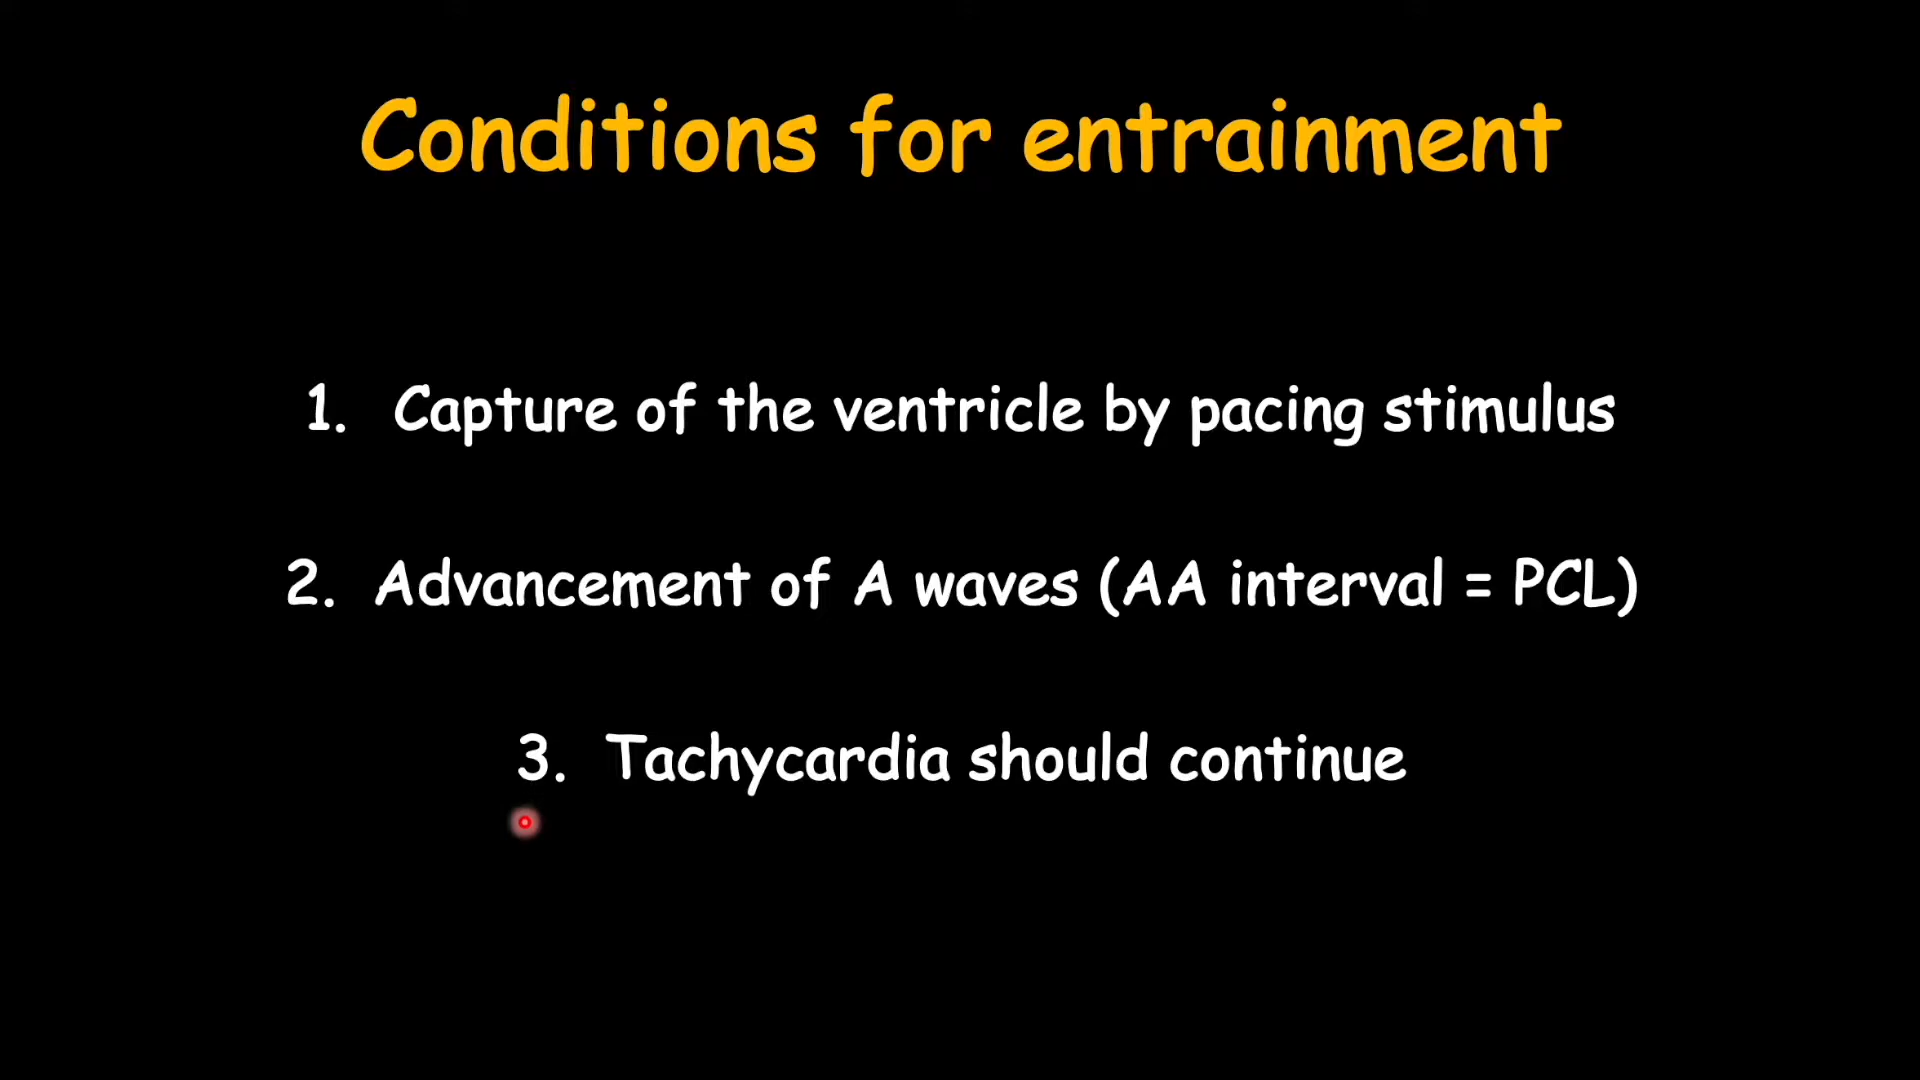 Conditions for entrainment
1. Capture of the ventricle by pacing stimulus
2. Advancement of A waves (AA interval = PCL)
3. Tachycardia should continue